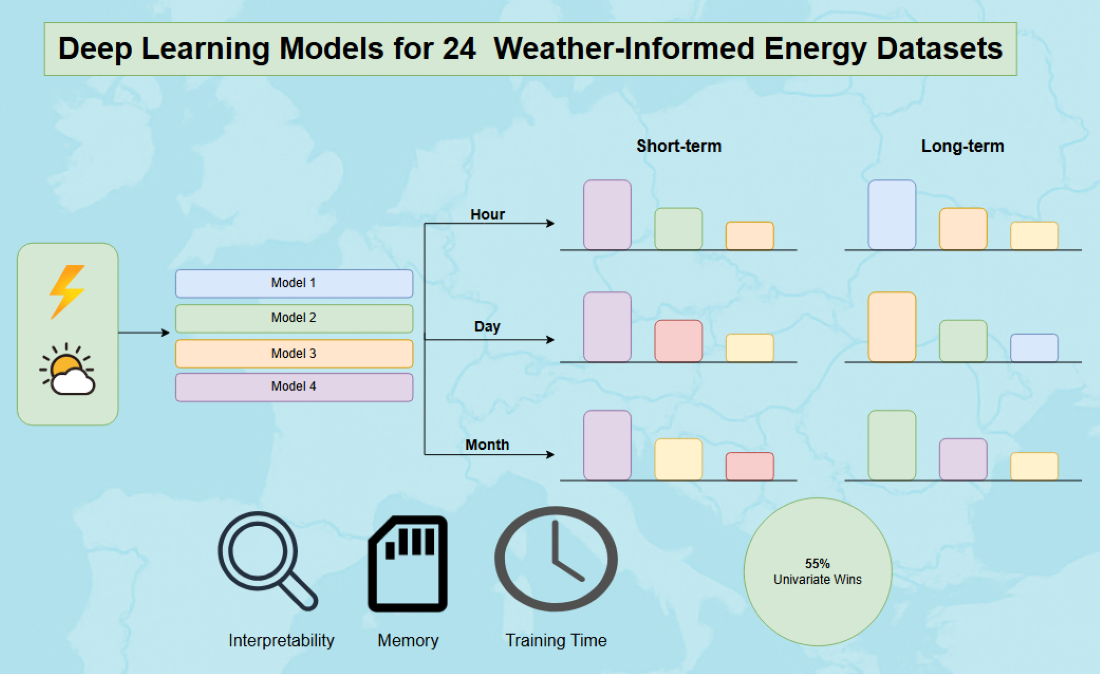 Deep Learning Models for 24 Weather-Informed Energy Datasets
Short-term
Long-term
Hour
Model 1
Model 2
Model 3
Model 4
Day
Month
55%
Univariate Wins
Interpretability
Memory
Training Time